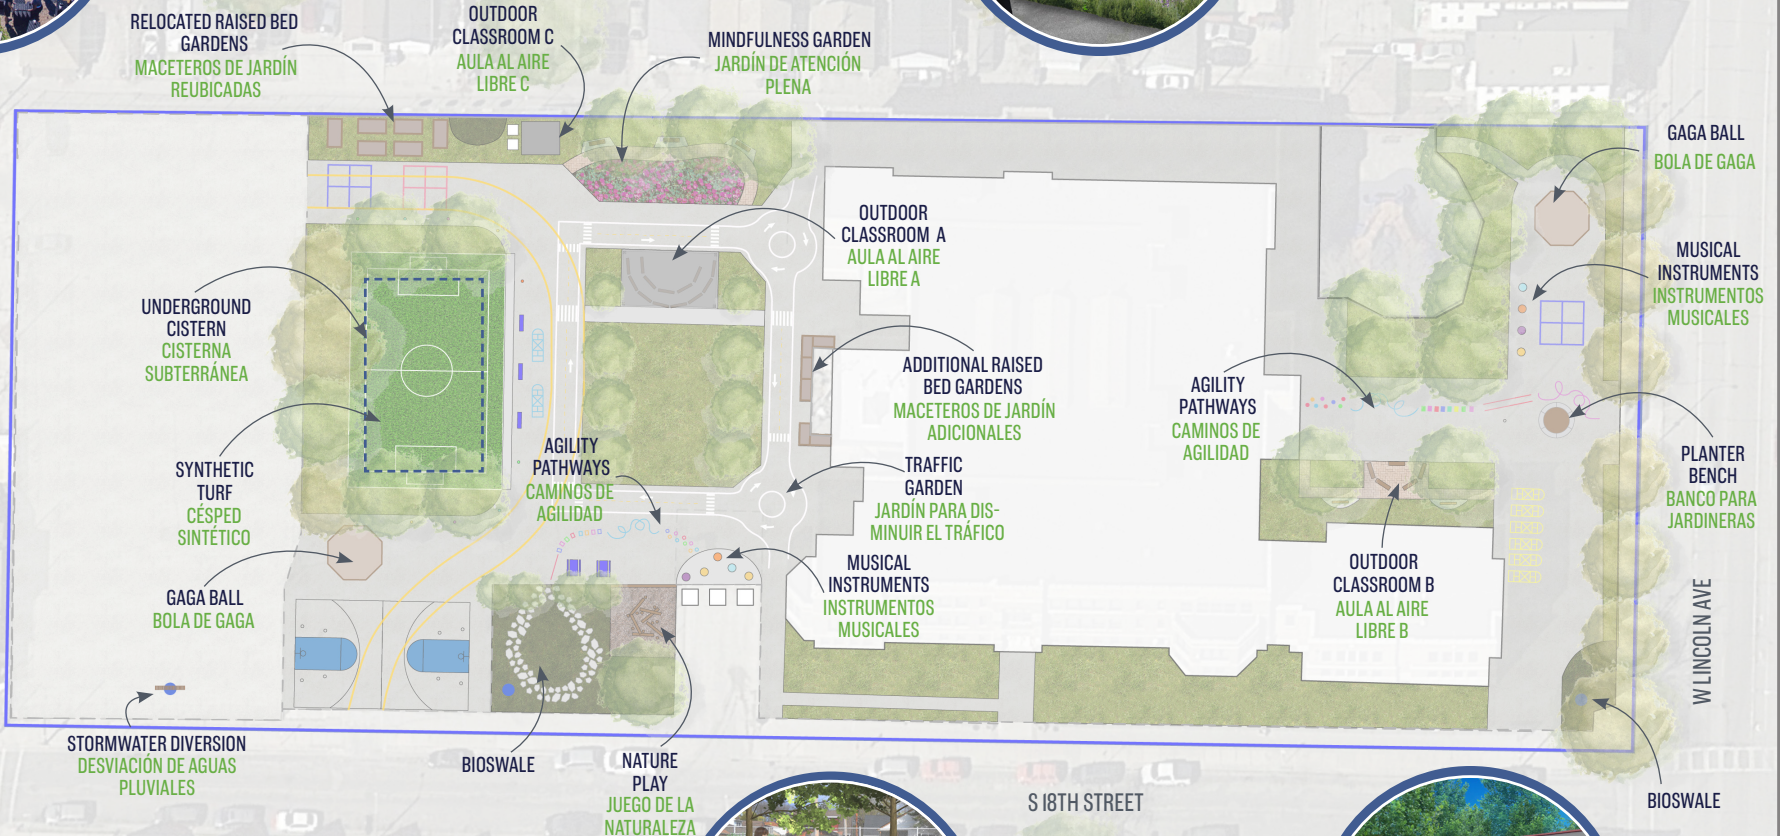 RELOCATED RAISED BED
GARDENS
MACETEROS DE JARDÍN
REUBICADAS
OUTDOOR
CLASSROOM C
AULA AL AIRE
LIBRE C
MINDFULNESS GARDEN
JARDÍN DE ATENCIÓN
PLENA
GAGA BALL
BOLA DE GAGA
OUTDOOR
CLASSROOM A
AULA AL AIRE
LIBRE A
MUSICAL
INSTRUMENTS
INSTRUMENTOS
MUSICALES
UNDERGROUND
CISTERN
CISTERNA
SUBTERRÁNEA
ADDITIONAL RAISED
BED GARDENS
MACETEROS DE JARDÍN
ADICIONALES
AGILITY
PATHWAYS
CAMINOS DE
AGILIDAD
SYNTHETIC
TURF
CÉSPED
SINTÉTICO
AGILITY
PATHWAYS
CAMINOS DE
AGILIDAD
TRAFFIC
GARDEN
JARDÍN PARA DIS-
MINUIR EL TRÁFICO
PLANTER
BENCH
BANCO PARA
JARDINERAS
GAGA BALL
BOLA DE GAGA
MUSICAL
INSTRUMENTS
INSTRUMENTOS
MUSICALES
OUTDOOR
CLASSROOM B
AULA AL AIRE
LIBRE B
W LINCOLN AVE
STORMWATER DIVERSION
DESVIACIÓN DE AGUAS
PLUVIALES
BIOSWALE
NATURE
PLAY
JUEGO DE LA
NATURALEZA
S 18TH STREET
BIOSWALE